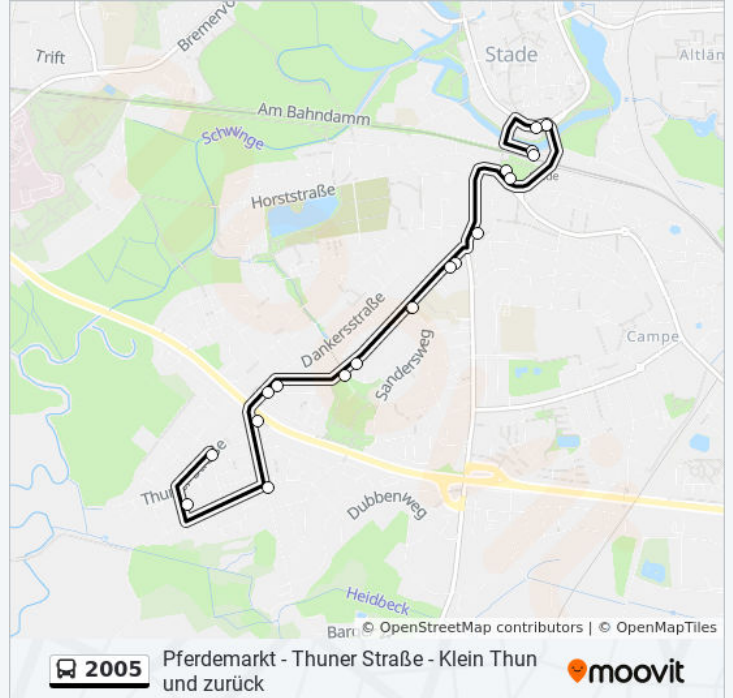 Bremervö
Trift
Stade
Altlän
Am Bahndamm
Schwinge
Horststraße
Dankersstraße
Sandersweg
Campe
Dubbenweg
Heidbeck
© OpenStreetMap contributors | © OpenMapTiles
2005
Pferdemarkt - Thuner Straße - Klein Thun
und zurück
moovit